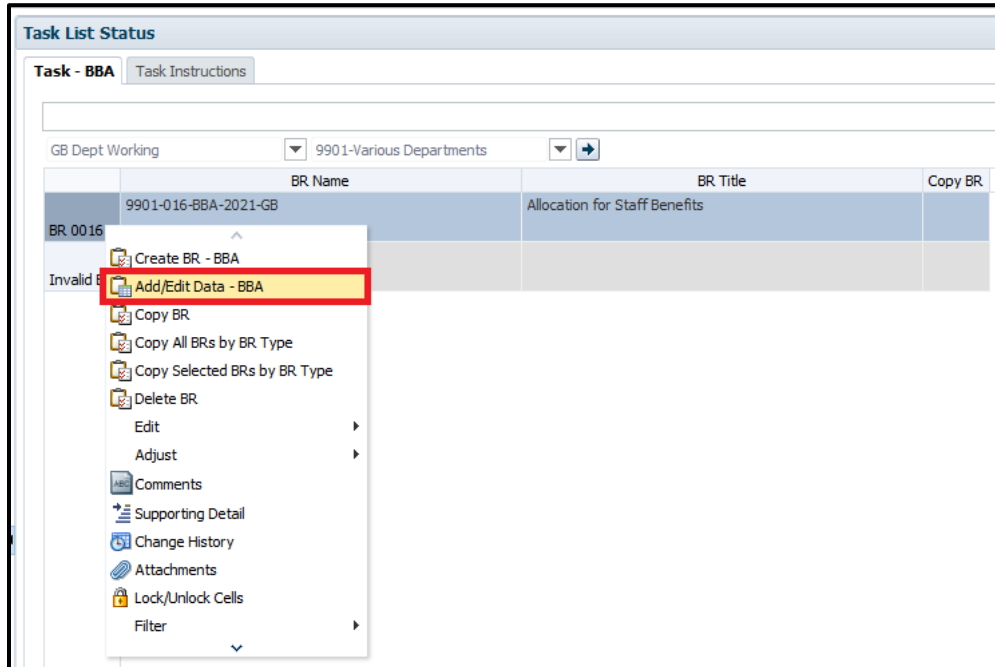 Task List Status
Task - BBA Task Instructions
GB Dept Working 9901-Various Departments
BR Name BR Title Copy BR
9901-016-BBA-2021-GB Allocation for Staff Benefits
BR 0016
Create BR - BBA
Invalid
Add/Edit Data - BBA
Copy BR
Copy All BRs by BR Type
Copy Selected BRs by BR Type
Delete BR
Edit
Adjust
ABC Comments
Supporting Detail
Change History
Attachments
Lock/Unlock Cells
Filter